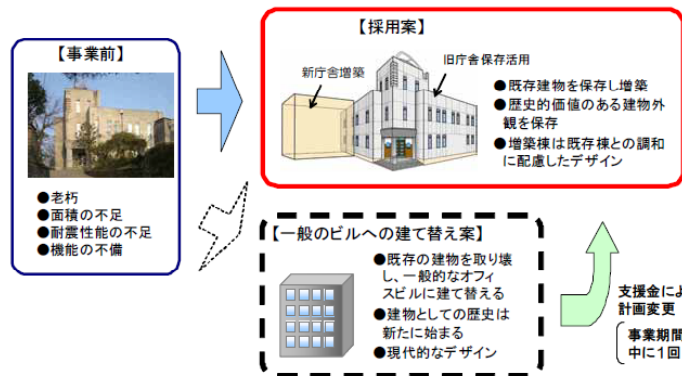 【事業前】
●老朽
●面積の不足
●耐震性能の不足
●機能の不備
【採用案】
新庁舎増築
旧庁舎保存活用
●既存建物を保存し増築
●歴史的価値のある建物外
観を保存
●増築棟は既存棟との調和
に配慮したデザイン
【一般のビルへの建て替え案】
●既存の建物を取り壊
し、一般的なオフィ
スビルに建て替える
●建物としての歴史は
新たに始まる
●現代的なデザイン
支援金によ
計画変更
事業期間
中に1回